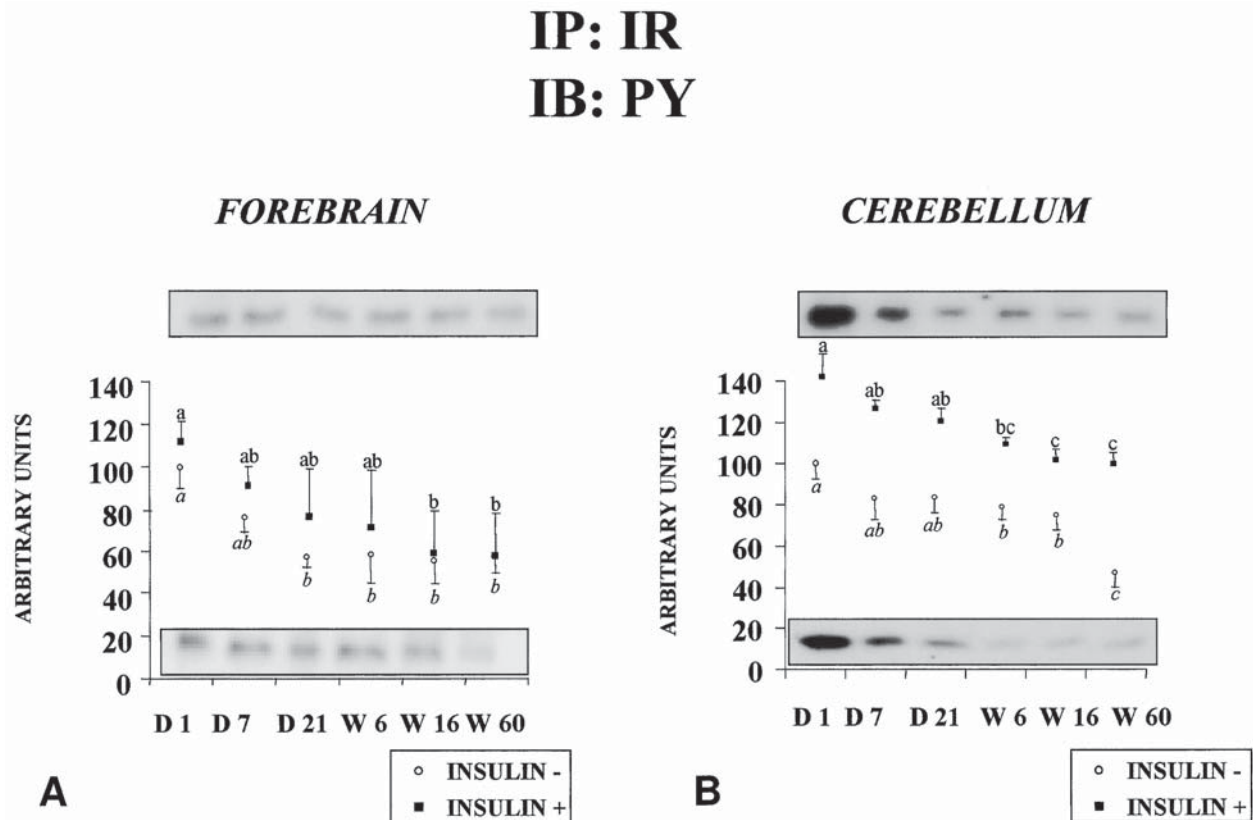 IP: IR
IB: PY
FOREBRAIN
ARBITRARY UNITS
140
120
100
80
60
40
20
0
a
ab
ab
ab
b
b
a
ab
b
b
b
b
D 1 D 7 D 21 W 6 W 16 W 60
INSULIN -
INSULIN +
A
CEREBELLUM
ARBITRARY UNITS
140
120
100
80
60
40
20
0
a
ab
ab
bc
c
c
a
ab
ab
b
b
c
D 1 D 7 D 21 W 6 W 16 W 60
INSULIN -
INSULIN +
B